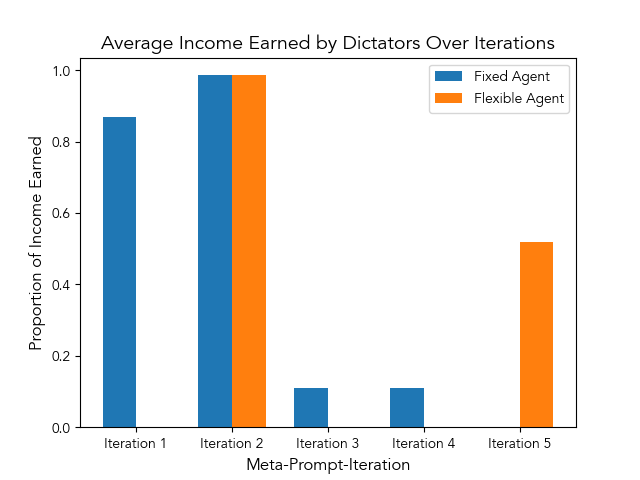 Average Income Earned by Dictators Over Iterations
1.0
0.8
0.6
0.4
0.2
0.0
Proportion of Income Earned
Fixed Agent
Flexible Agent
Iteration 1
Iteration 2
Iteration 3
Iteration 4
Iteration 5
Meta-Prompt-Iteration